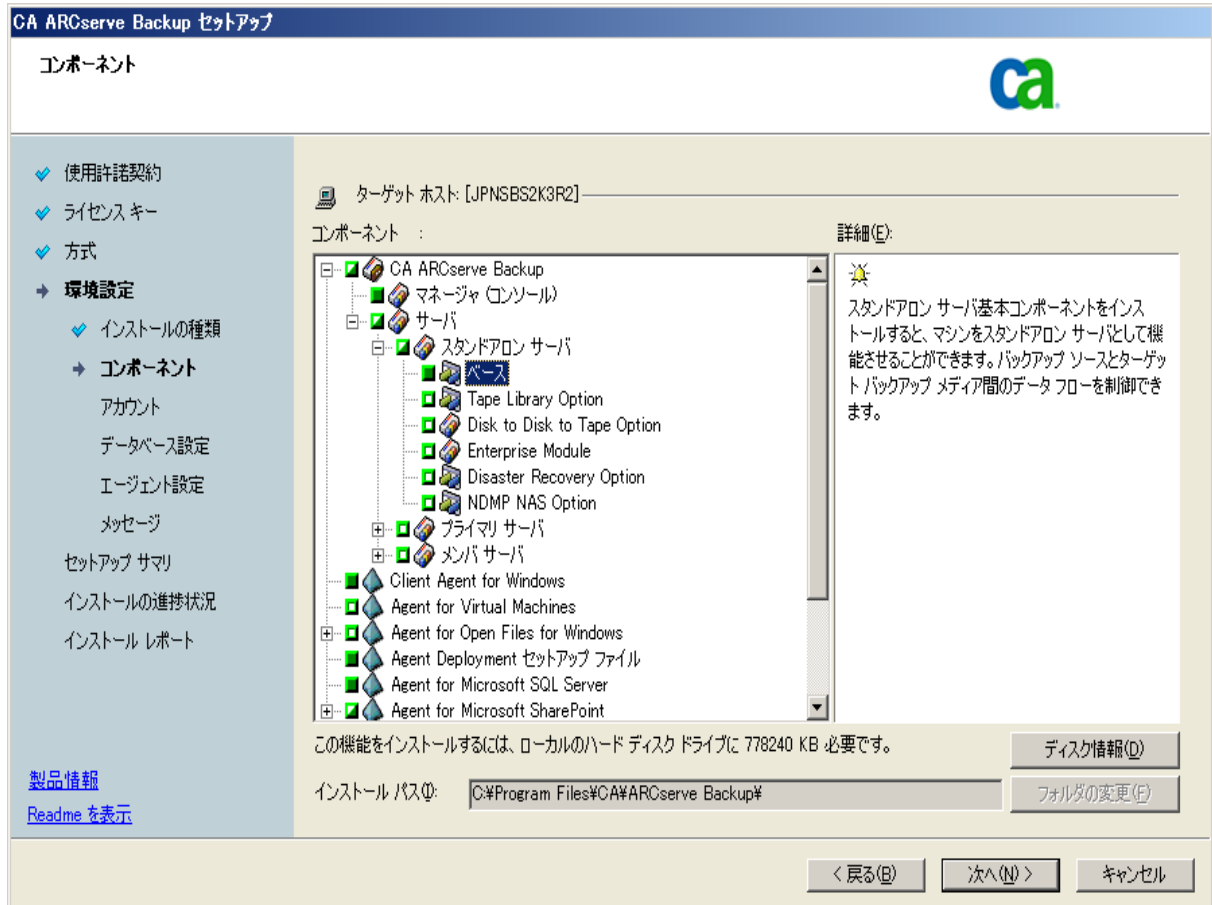 CA ARCserve Backup セットアップ
コンポーネント
ca
使用許諾契約
ライセンス キー
方式
環境設定
インストールの種類
コンポーネント
アカウント
データベース設定
エージェント設定
メッセージ
セットアップ サマリ
インストールの進捗状況
インストール レポート
製品情報
Readme を表示
ターゲット ホスト: [JPNSBS2K3R2]
コンポーネント :
CA ARCserve Backup
マネージャ (コンソール)
サーバ
スタンドアロン サーバ
ベース
Tape Library Option
Disk to Disk to Tape Option
Enterprise Module
Disaster Recovery Option
NDMP NAS Option
プライマリ サーバ
メンバ サーバ
Client Agent for Windows
Agent for Virtual Machines
Agent for Open Files for Windows
Agent Deployment セットアップ ファイル
Agent for Microsoft SQL Server
Agent for Microsoft SharePoint
詳細(E):
スタンドアロン サーバ基本コンポーネントをインス
トールすると、マシンをスタンドアロン サーバとして機
能させることができます。バックアップ ソースとターゲッ
ト バックアップ メディア間のデータ フローを制御でき
ます。
この機能をインストールするには、ローカルのハード ディスク ドライブに 778240 KB 必要です。
ディスク情報(D)
インストール パス(I):
C:¥Program Files¥CA¥ARCserve Backup¥
フォルダの変更(F)
< 戻る(B)
次へ(N) >
キャンセル